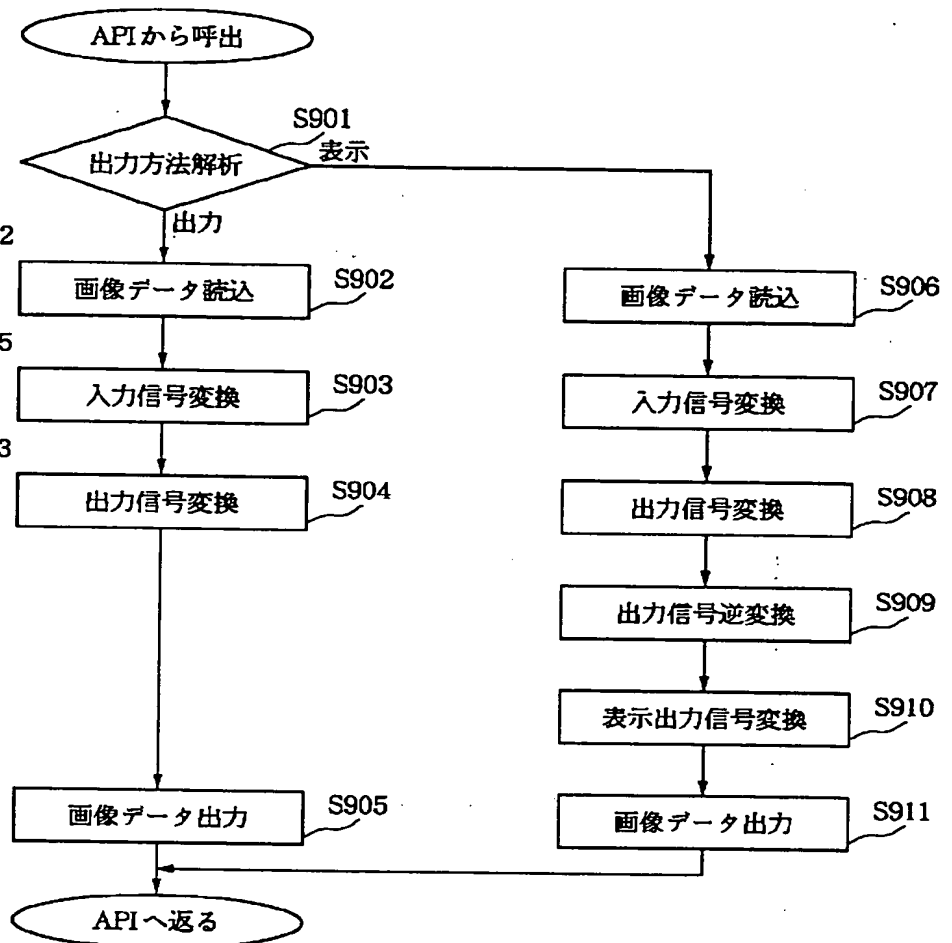 APIから呼出
S901
出力方法解析
表示
出力
2
画像データ読込
S902
5
入力信号変換
S903
3
出力信号変換
S904
画像データ出力
S905
画像データ読込
S906
入力信号変換
S907
出力信号変換
S908
出力信号逆変換
S909
表示出力信号変換
S910
画像データ出力
S911
APIへ返る